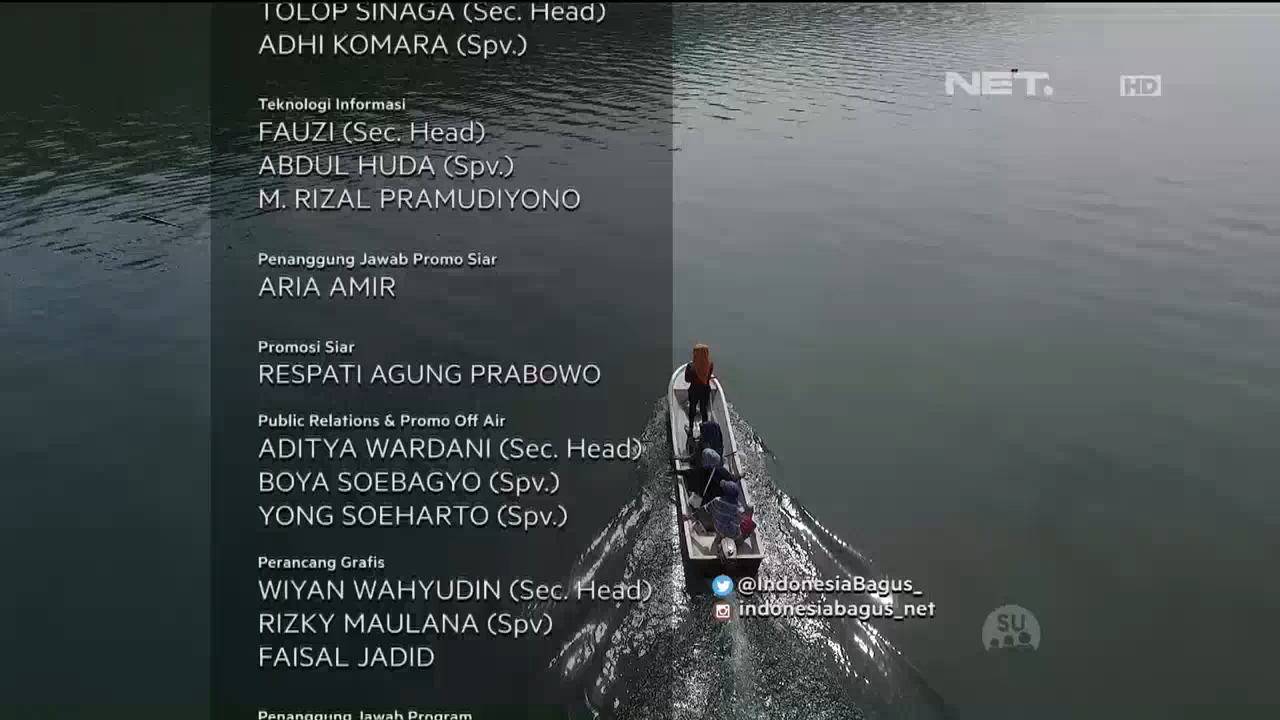 TOLOP SINAGA (Sec. Head)
ADHI KOMARA (Spv.)
Teknologi Informasi
FAUZI (Sec. Head)
ABDUL HUDA (Spv.)
M. RIZAL PRAMUDIYONO
Penanggung Jawab Promo Siar
ARIA AMIR
Promosi Siar
RESPATI AGUNG PRABOWO
Public Relations & Promo Off Air
ADITYA WARDANI (Sec. Head)
BOYA SOEBAGYO (Spv.)
YONG SOEHARTO (Spv.)
Perancang Grafis
WIYAN WAHYUDIN (Sec. Head)
RIZKY MAULANA (Spv)
FAISAL JADID
Penanggung Jawab Program
NET.
HD
@IndonesiaBagus_
indonesiabagus_net
SU